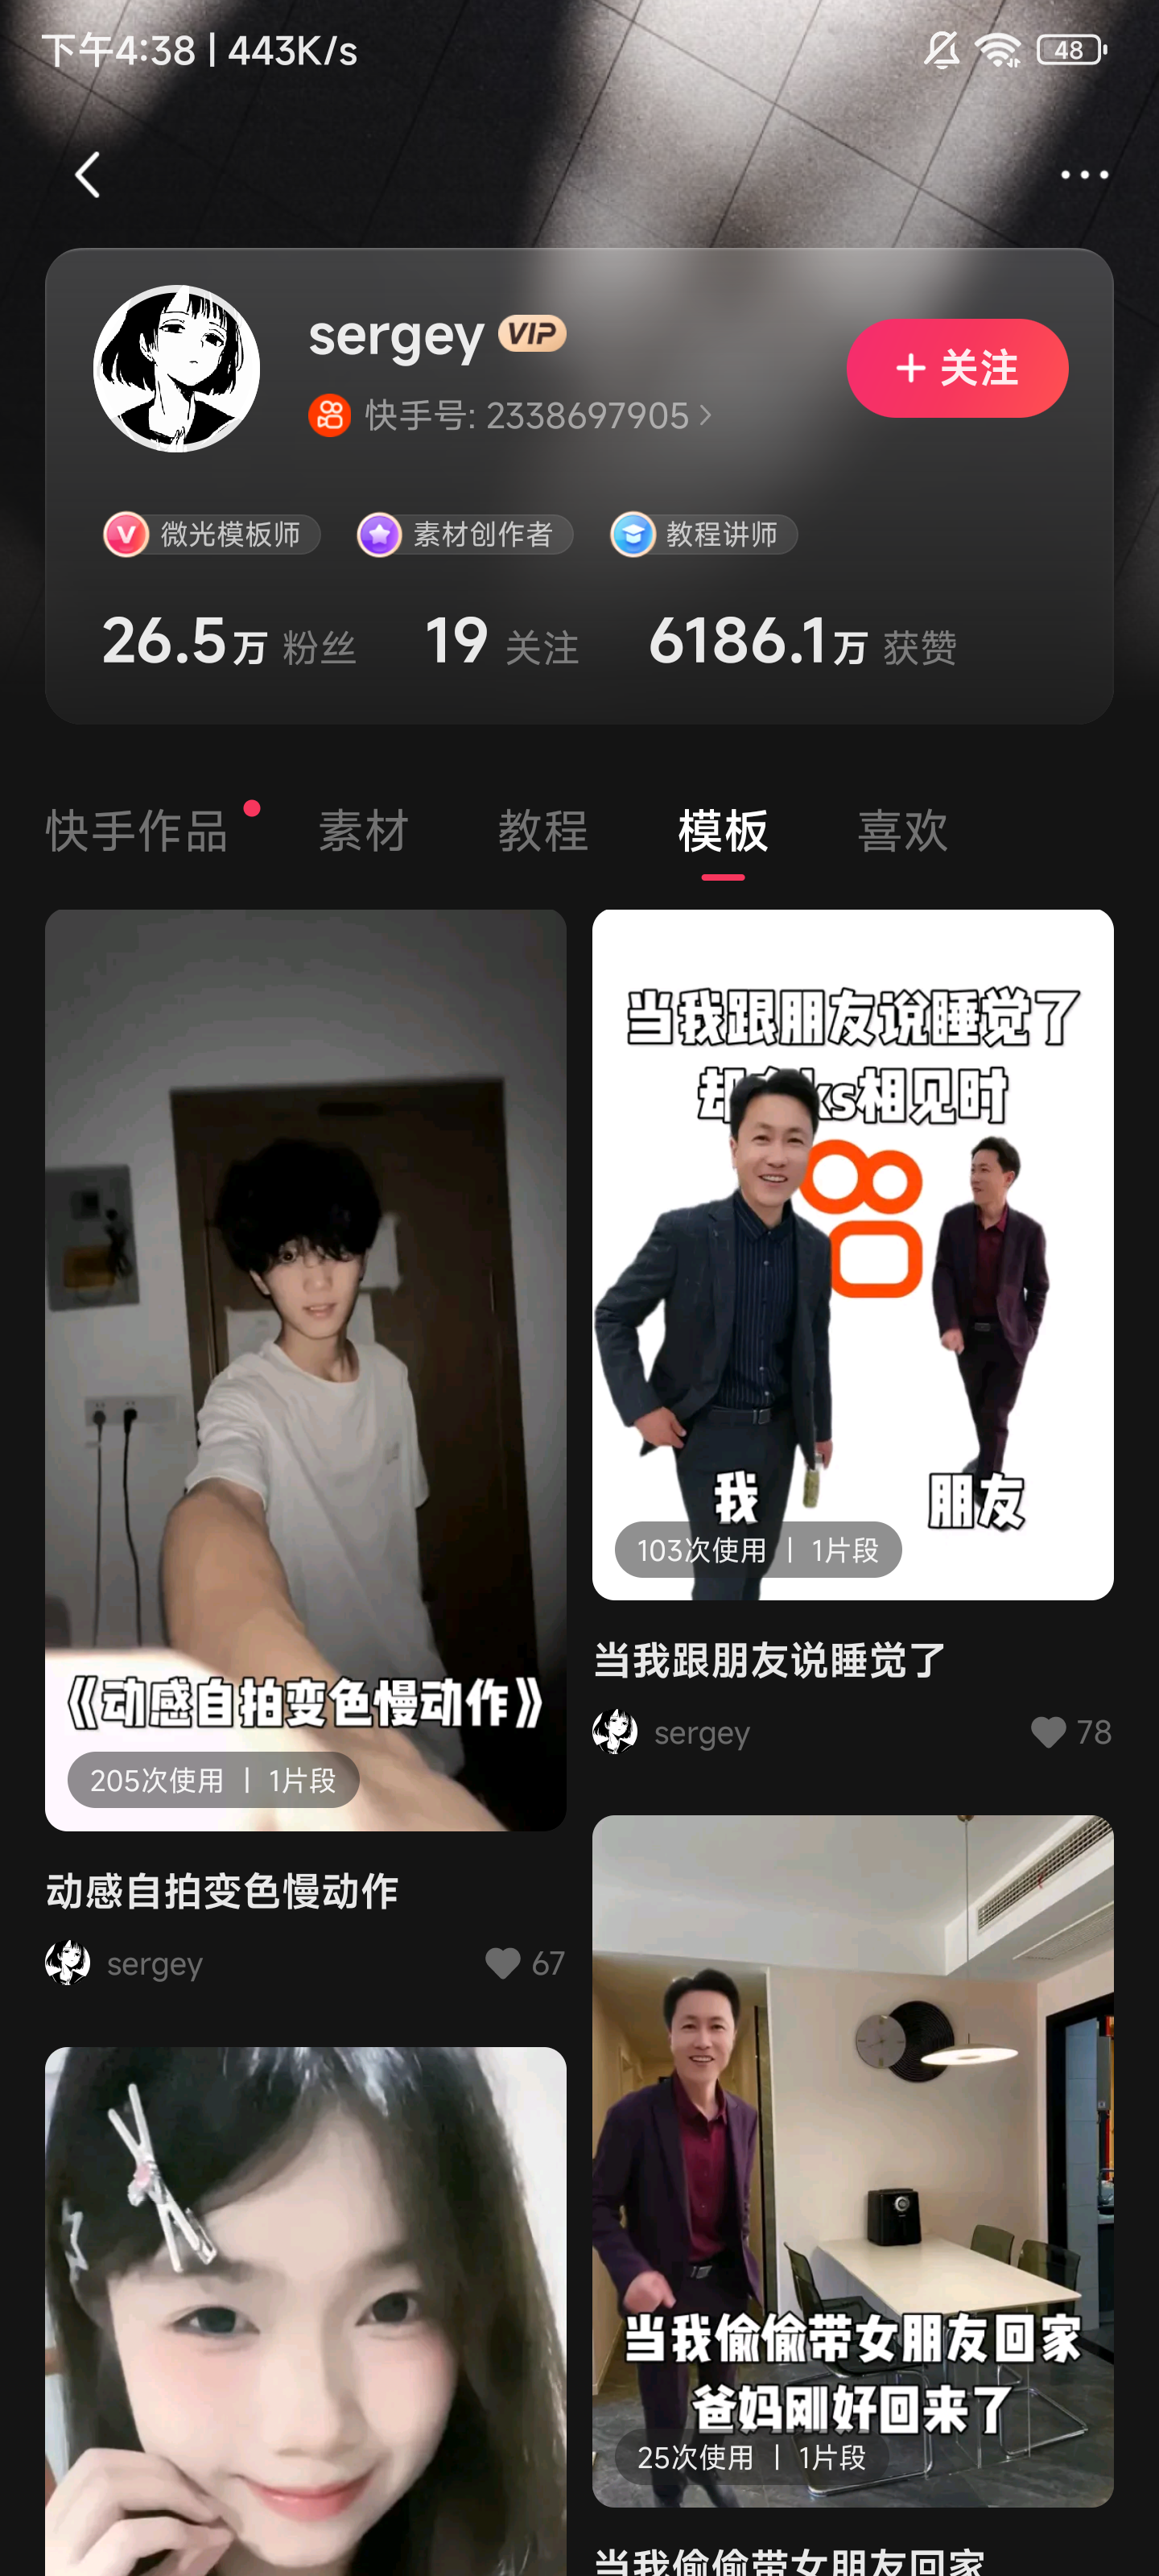 下午4:38 | 443K/s
48
sergey VIP
快手号: 2338697905
+ 关注
V 微光模板师
素材创作者
教程讲师
26.5万 粉丝
19 关注
6186.1万 获赞
快手作品
素材
教程
模板
喜欢
《动感自拍变色慢动作》
205次使用 | 1片段
动感自拍变色慢动作
sergey
67
当我跟朋友说睡觉了
却 ks相见时
我
朋友
103次使用 | 1片段
当我跟朋友说睡觉了
sergey
78
当我偷偷带女朋友回家
爸妈刚好回来了
25次使用 | 1片段
当我偷偷带女朋友回家